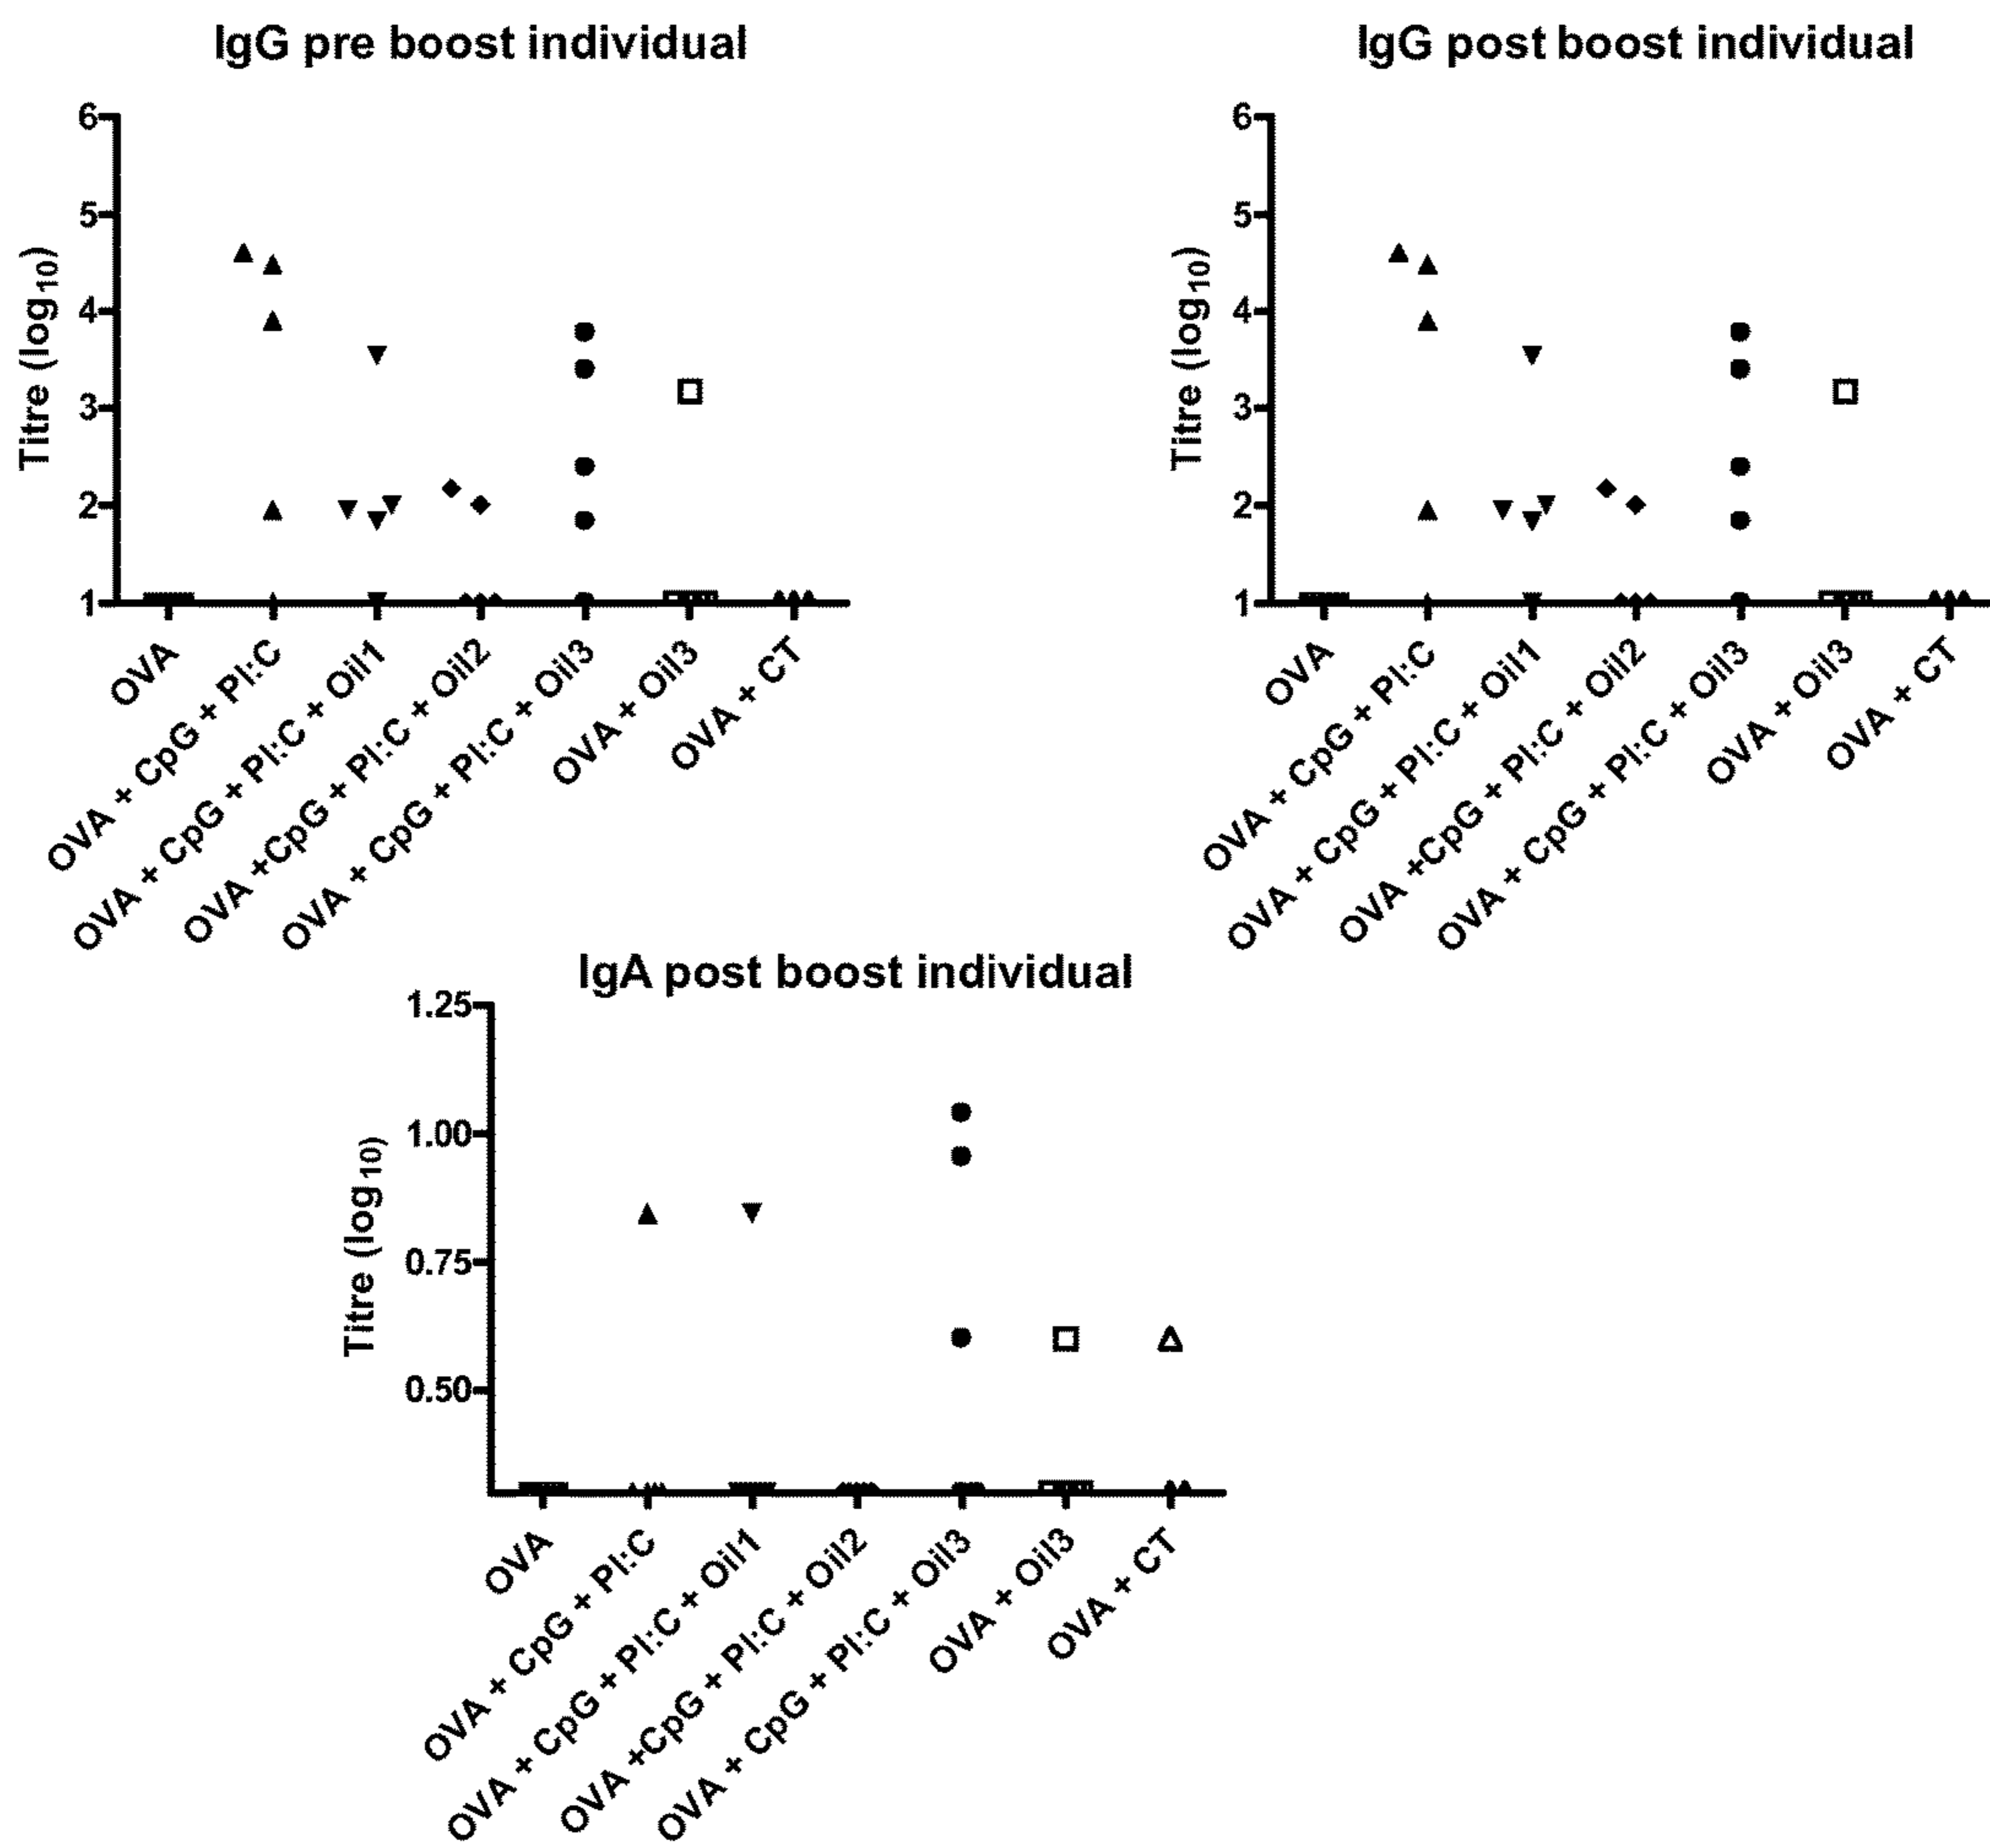 IgG pre boost individual
Titre (log10)
6
5
4
3
2
1
OVA
OVA + CpG + PI:C
OVA + CpG + PI:C + Oil1
OVA +CpG + PI:C + Oil2
OVA + CpG + PI:C + Oil3
OVA + Oil3
OVA + CT
IgG post boost individual
Titre (log10)
6
5
4
3
2
1
OVA
OVA + CpG + PI:C
OVA + CpG + PI:C + Oil1
OVA +CpG + PI:C + Oil2
OVA + CpG + PI:C + Oil3
OVA + Oil3
OVA + CT
IgA post boost individual
Titre (log10)
1.25
1.00
0.75
0.50
OVA
OVA + CpG + PI:C
OVA + CpG + PI:C + Oil1
OVA +CpG + PI:C + Oil2
OVA + CpG + PI:C + Oil3
OVA + Oil3
OVA + CT